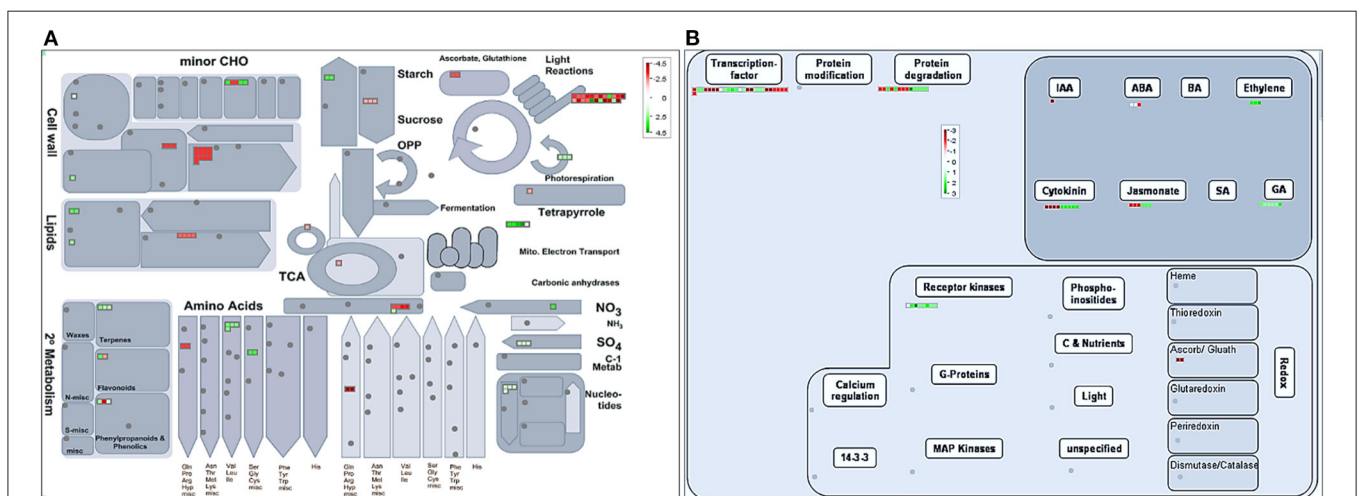 A
minor CHO
Cell wall
Lipids
2° Metabolism
Waxes
Terpenes
Flavonoids
N-misc
S-misc
misc
Phenylpropanoids &
Phenolics
Starch
Sucrose
OPP
Fermentation
TCA
Amino Acids
Ascorbate, Glutathione
Light
Reactions
Photorespiration
Tetrapyrrole
Mito. Electron Transport
Carbonic anhydrases
NO3
NH3
SO4
C-1
Metab
Nucleo-
tides
-4.5
-2.5
0
2.5
4.5
Gln
Pro
Arg
Hyp
misc
Asn
Thr
Met
Lys
misc
Val
Leu
Ile
Ser
Gly
Cys
misc
Phe
Tyr
Trp
misc
His
Gln
Pro
Arg
Hyp
misc
Asn
Thr
Met
Lys
misc
Val
Leu
Ile
Ser
Gly
Cys
misc
Phe
Tyr
Trp
misc
His
B
Transcription-
factor
Protein
modification
Protein
degradation
-3
-2
-1
0
1
2
3
IAA
ABA
BA
Ethylene
Cytokinin
Jasmonate
SA
GA
Receptor kinases
Phospho-
inositides
C & Nutrients
G-Proteins
Light
Calcium
regulation
14-3-3
MAP Kinases
unspecified
Heme
Thioredoxin
Ascorb/ Gluath
Glutaredoxin
Periredoxin
Dismutase/Catalase
Redox